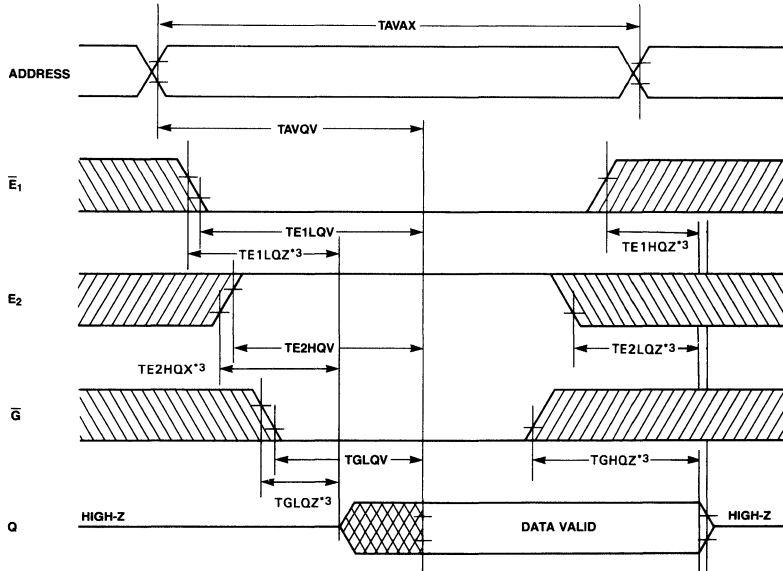 TAVAX
ADDRESS
TAVQV
E̅₁
TE1LQV
TE1LQZ*3
TE1HQZ*3
E₂
TE2HQV
TE2HQX*3
TE2LQZ*3
G̅
TGLQV
TGLQZ*3
TGHQZ*3
Q
HIGH-Z
DATA VALID
HIGH-Z